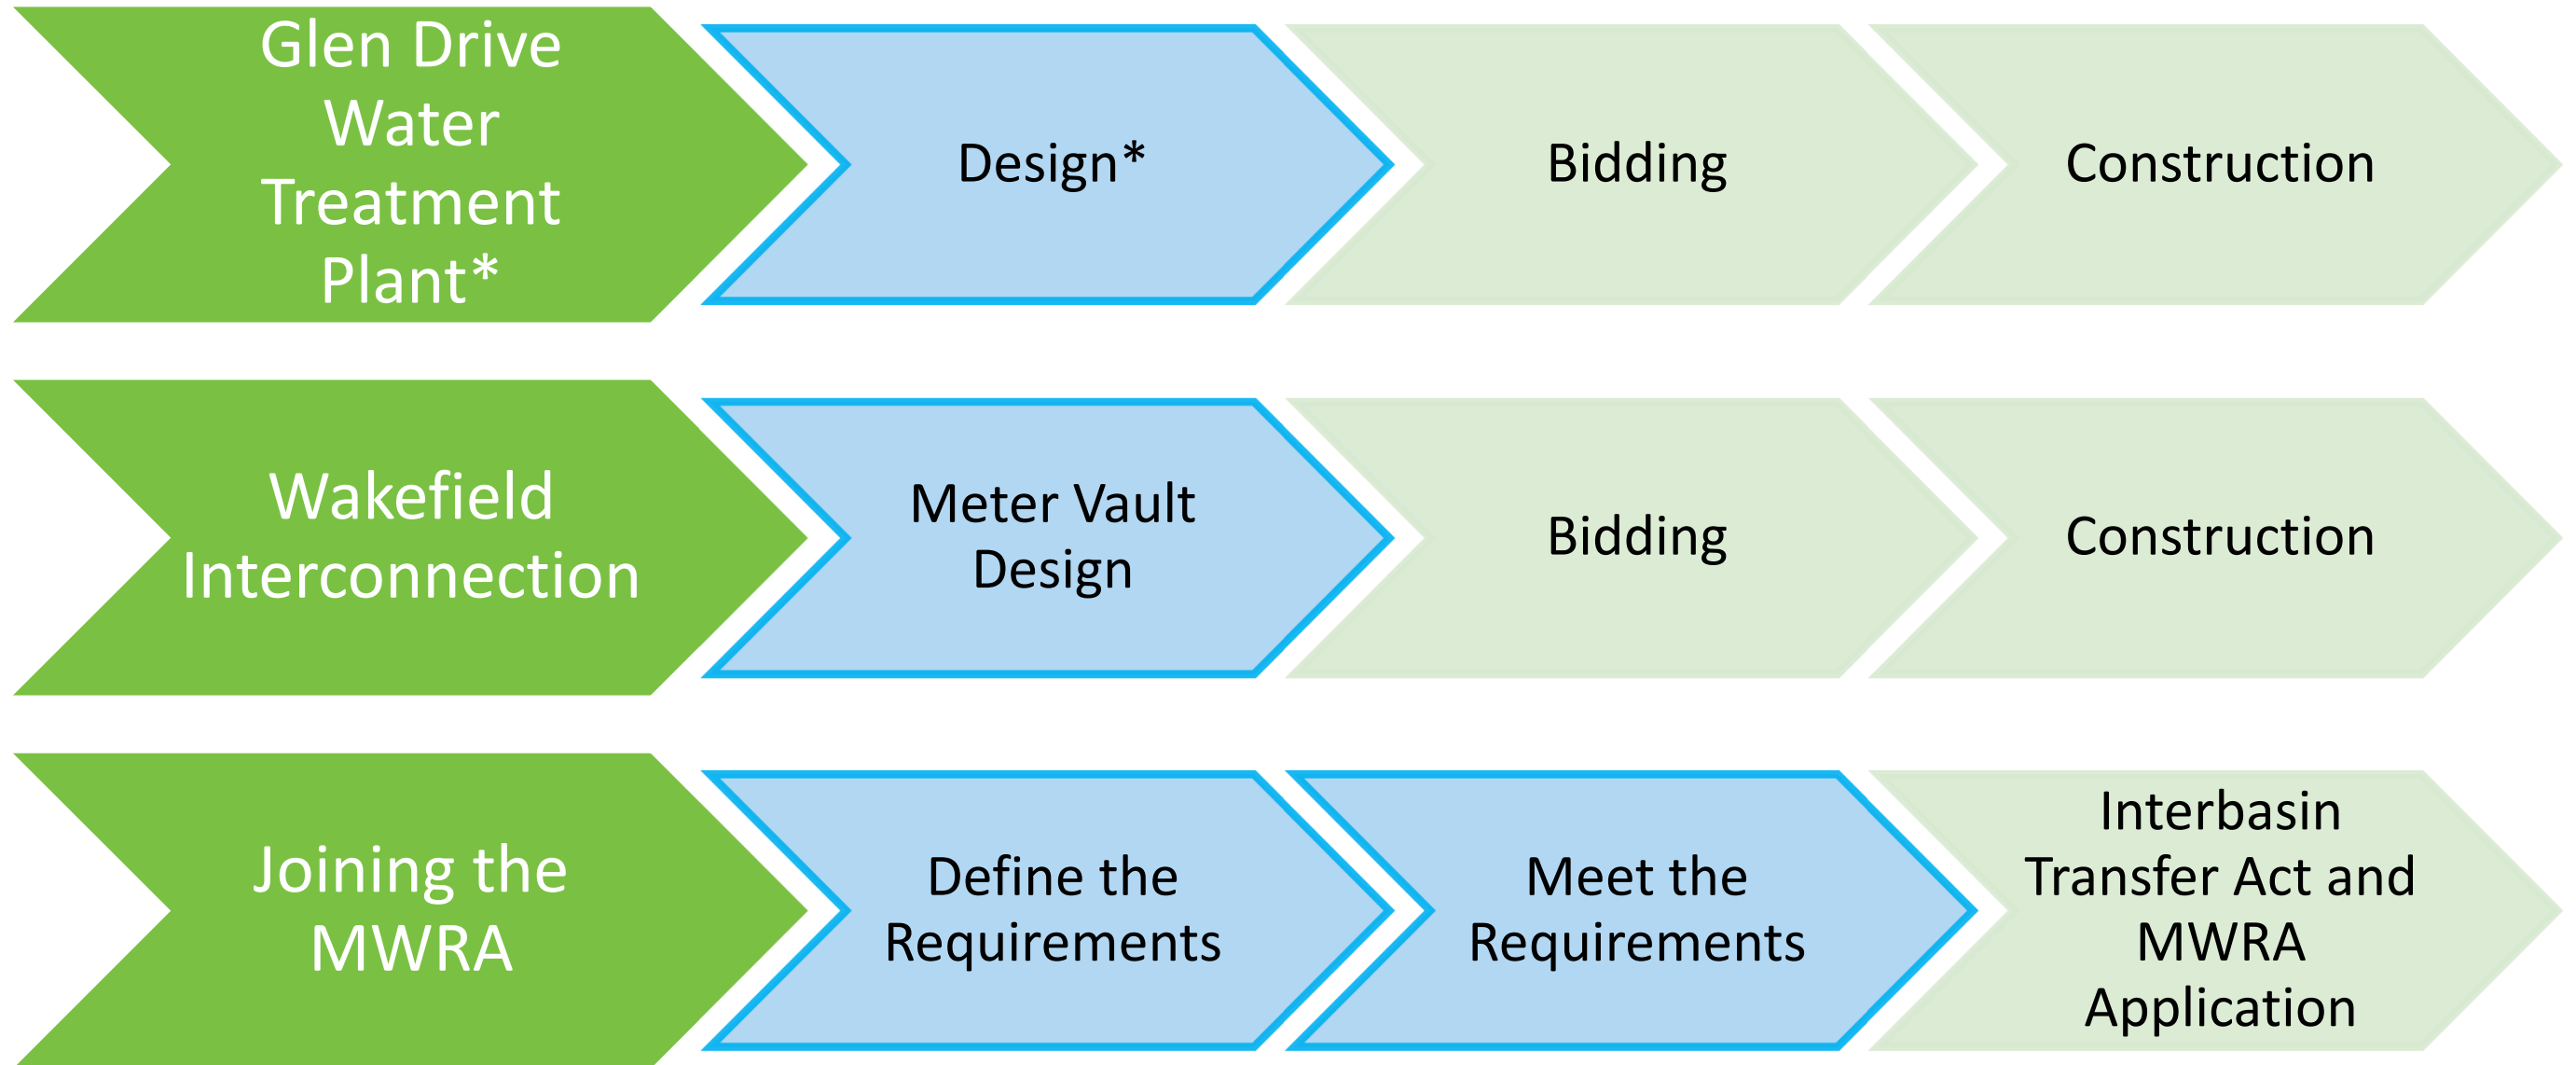 Glen Drive
Water
Treatment
Plant*
Design*
Bidding
Construction
Wakefield
Interconnection
Meter Vault
Design
Bidding
Construction
Joining the
MWRA
Define the
Requirements
Meet the
Requirements
Interbasin
Transfer Act and
MWRA
Application